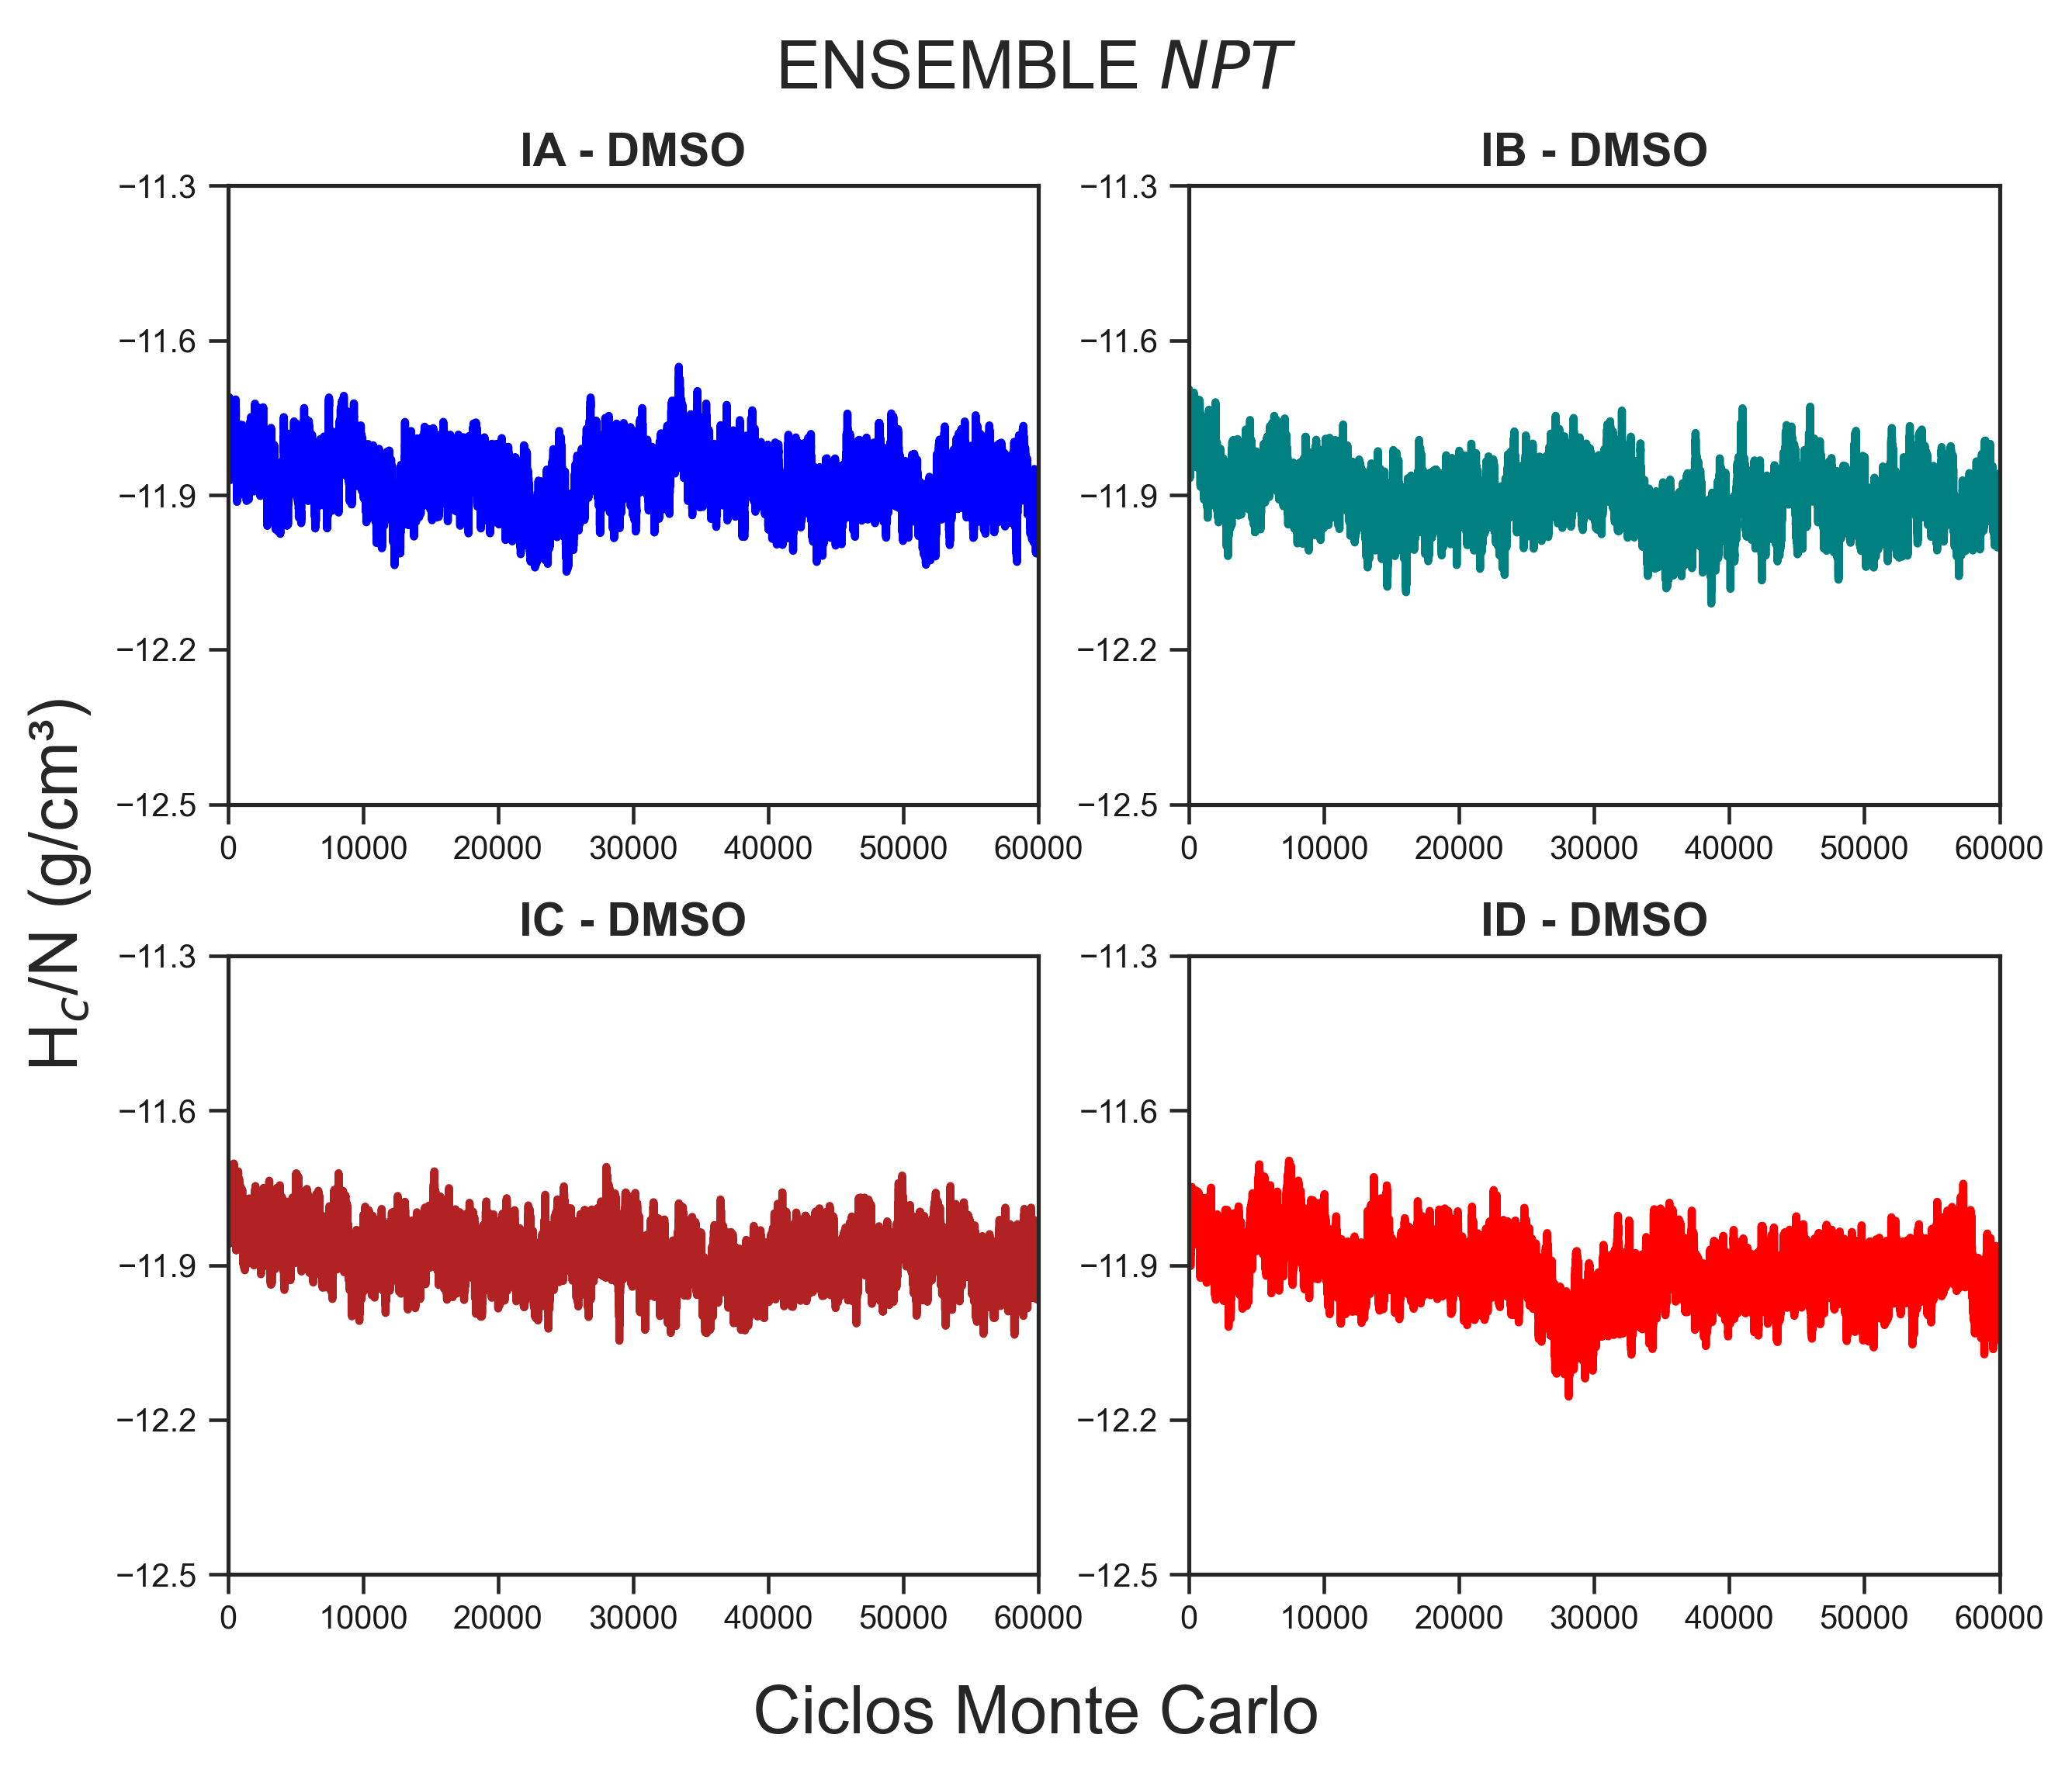 ENSEMBLE NPT
IA - DMSO
IB - DMSO
−11.3
−11.6
−11.9
−12.2
−12.5
0 10000 20000 30000 40000 50000 60000
−11.3
−11.6
−11.9
−12.2
−12.5
0 10000 20000 30000 40000 50000 60000
H_c/N (g/cm³)
IC - DMSO
ID - DMSO
−11.3
−11.6
−11.9
−12.2
−12.5
0 10000 20000 30000 40000 50000 60000
−11.3
−11.6
−11.9
−12.2
−12.5
0 10000 20000 30000 40000 50000 60000
Ciclos Monte Carlo